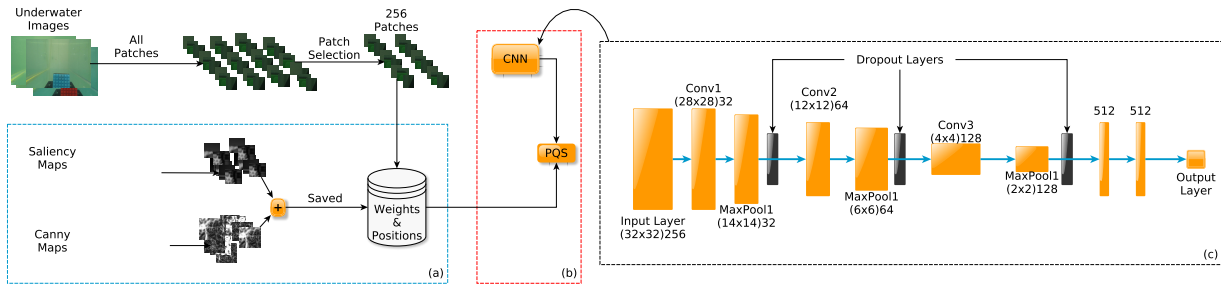 Underwater
Images
All
Patches
Patch
Selection
256
Patches
Saliency
Maps
Canny
Maps
+
Saved
Weights
&
Positions
(a)
CNN
PQS
(b)
Dropout Layers
Input Layer
(32x32)256
Conv1
(28x28)32
MaxPool1
(14x14)32
Conv2
(12x12)64
MaxPool1
(6x6)64
Conv3
(4x4)128
MaxPool1
(2x2)128
512
512
Output
Layer
(c)